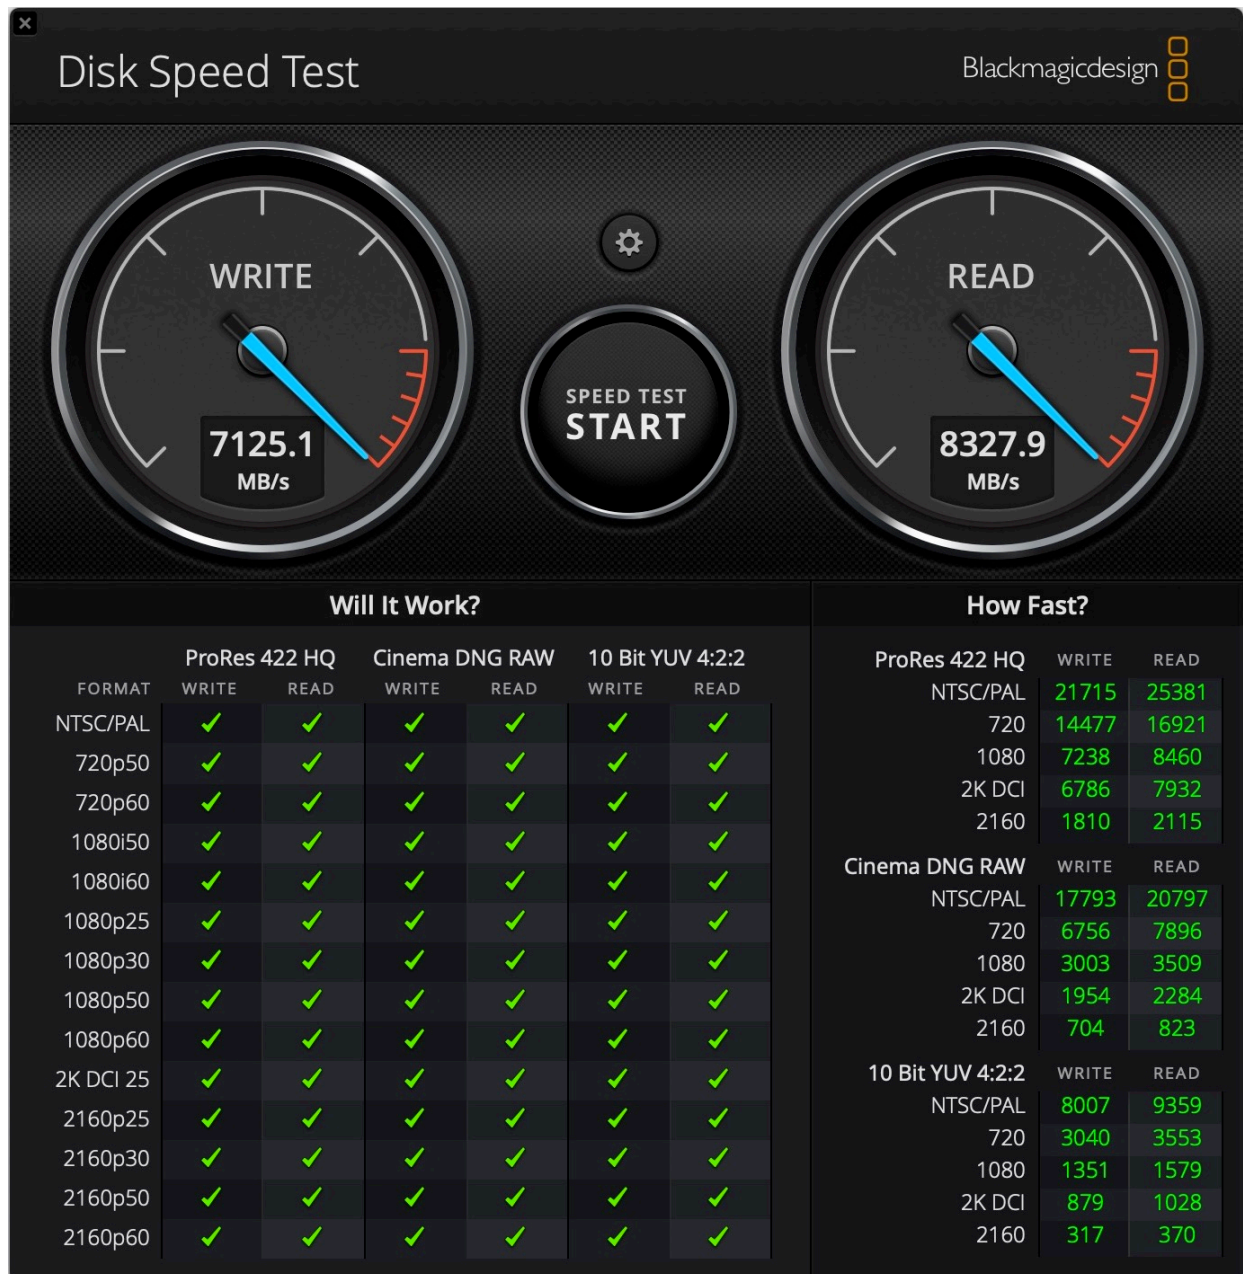 Disk Speed Test
Blackmagicdesign
WRITE
7125.1
MB/s
SPEED TEST
START
READ
8327.9
MB/s
Will It Work?
ProRes 422 HQ Cinema DNG RAW 10 Bit YUV 4:2:2
FORMAT WRITE READ WRITE READ WRITE READ
NTSC/PAL ✓ ✓ ✓ ✓ ✓ ✓
720p50 ✓ ✓ ✓ ✓ ✓ ✓
720p60 ✓ ✓ ✓ ✓ ✓ ✓
1080i50 ✓ ✓ ✓ ✓ ✓ ✓
1080i60 ✓ ✓ ✓ ✓ ✓ ✓
1080p25 ✓ ✓ ✓ ✓ ✓ ✓
1080p30 ✓ ✓ ✓ ✓ ✓ ✓
1080p50 ✓ ✓ ✓ ✓ ✓ ✓
1080p60 ✓ ✓ ✓ ✓ ✓ ✓
2K DCI 25 ✓ ✓ ✓ ✓ ✓ ✓
2160p25 ✓ ✓ ✓ ✓ ✓ ✓
2160p30 ✓ ✓ ✓ ✓ ✓ ✓
2160p50 ✓ ✓ ✓ ✓ ✓ ✓
2160p60 ✓ ✓ ✓ ✓ ✓ ✓
How Fast?
ProRes 422 HQ WRITE READ
NTSC/PAL 21715 25381
720 14477 16921
1080 7238 8460
2K DCI 6786 7932
2160 1810 2115
Cinema DNG RAW WRITE READ
NTSC/PAL 17793 20797
720 6756 7896
1080 3003 3509
2K DCI 1954 2284
2160 704 823
10 Bit YUV 4:2:2 WRITE READ
NTSC/PAL 8007 9359
720 3040 3553
1080 1351 1579
2K DCI 879 1028
2160 317 370